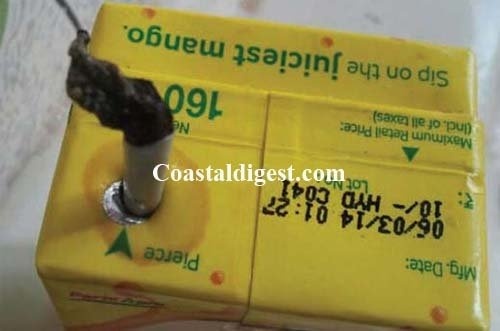 Sip on the juiciest mango.
160
Ne
Maximum Retail Price:
(Incl. of all taxes)
Lot No
Mfg. Date:
₹:
01:27 C041
06/03/14
10/- HYD
Pierce
Coastaldigest.com